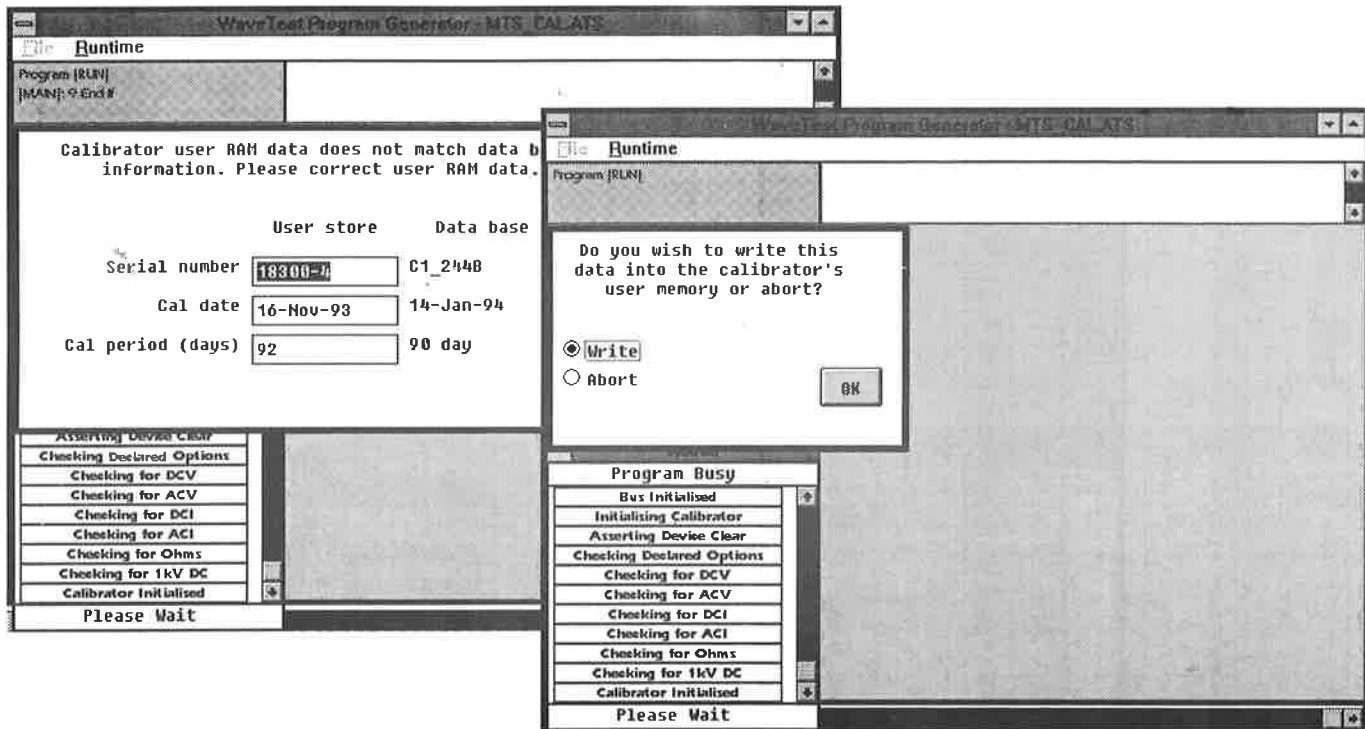 WaveTest Program Generator - MTS_CAL.ATS
File Runtime
Program [RUN]
[MAIN]: 9 End If
Calibrator user RAM data does not match data b
information. Please correct user RAM data.
User store Data base
Serial number 18300-4 C1_244B
Cal date 16-Nov-93 14-Jan-94
Cal period (days) 92 90 day
Asserting Device Clear
Checking Declared Options
Checking for DCV
Checking for ACV
Checking for DCI
Checking for ACI
Checking for Ohms
Checking for 1kV DC
Calibrator Initialised
Please Wait
WaveTest Program Generator - MTS_CAL.ATS
File Runtime
Program [RUN]
Do you wish to write this
data into the calibrator's
user memory or abort?
Write
Abort
OK
Program Busy
Bus Initialised
Initialising Calibrator
Asserting Device Clear
Checking Declared Options
Checking for DCV
Checking for ACV
Checking for DCI
Checking for ACI
Checking for Ohms
Checking for 1kV DC
Calibrator Initialised
Please Wait